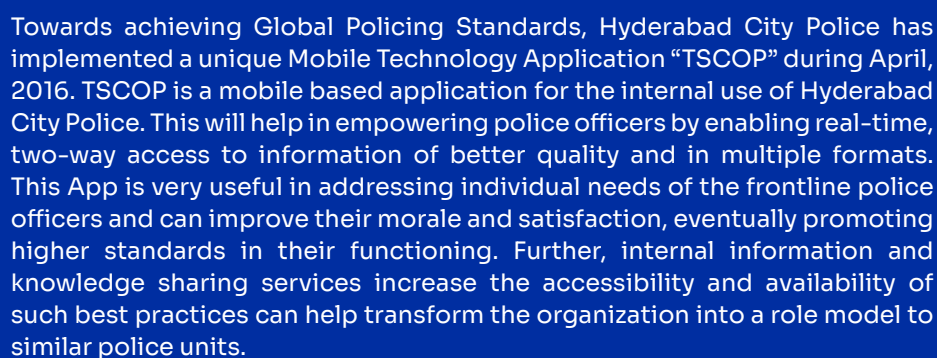 Towards achieving Global Policing Standards, Hyderabad City Police has
implemented a unique Mobile Technology Application “TSCOP” during April,
2016. TSCOP is a mobile based application for the internal use of Hyderabad
City Police. This will help in empowering police officers by enabling real-time,
two-way access to information of better quality and in multiple formats.
This App is very useful in addressing individual needs of the frontline police
officers and can improve their morale and satisfaction, eventually promoting
higher standards in their functioning. Further, internal information and
knowledge sharing services increase the accessibility and availability of
such best practices can help transform the organization into a role model to
similar police units.